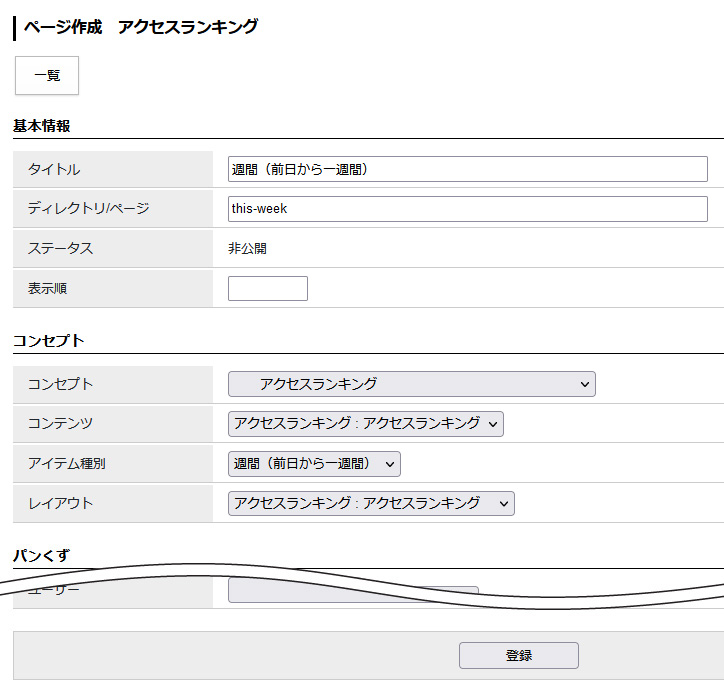 ページ作成　アクセスランキング
一覧
基本情報
タイトル 週間（前日から一週間）
ディレクトリ/ページ this-week
ステータス 非公開
表示順
コンセプト
コンセプト アクセスランキング
コンテンツ アクセスランキング : アクセスランキング
アイテム種別 週間（前日から一週間）
レイアウト アクセスランキング : アクセスランキング
パンくず
ユーザー
登録